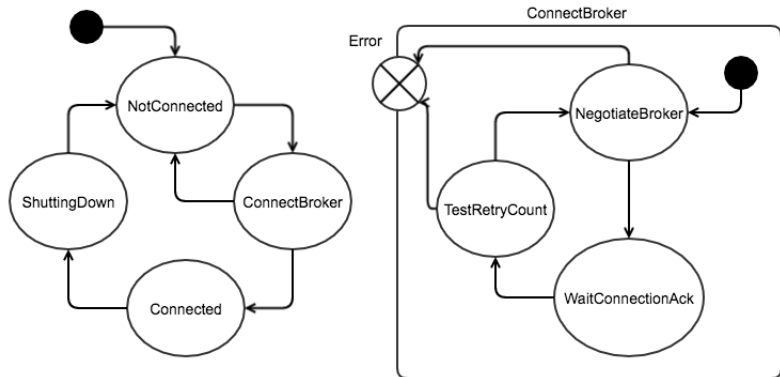 ConnectBroker
Error
NotConnected
NegotiateBroker
ShuttingDown
ConnectBroker
TestRetryCount
Connected
WaitConnectionAck